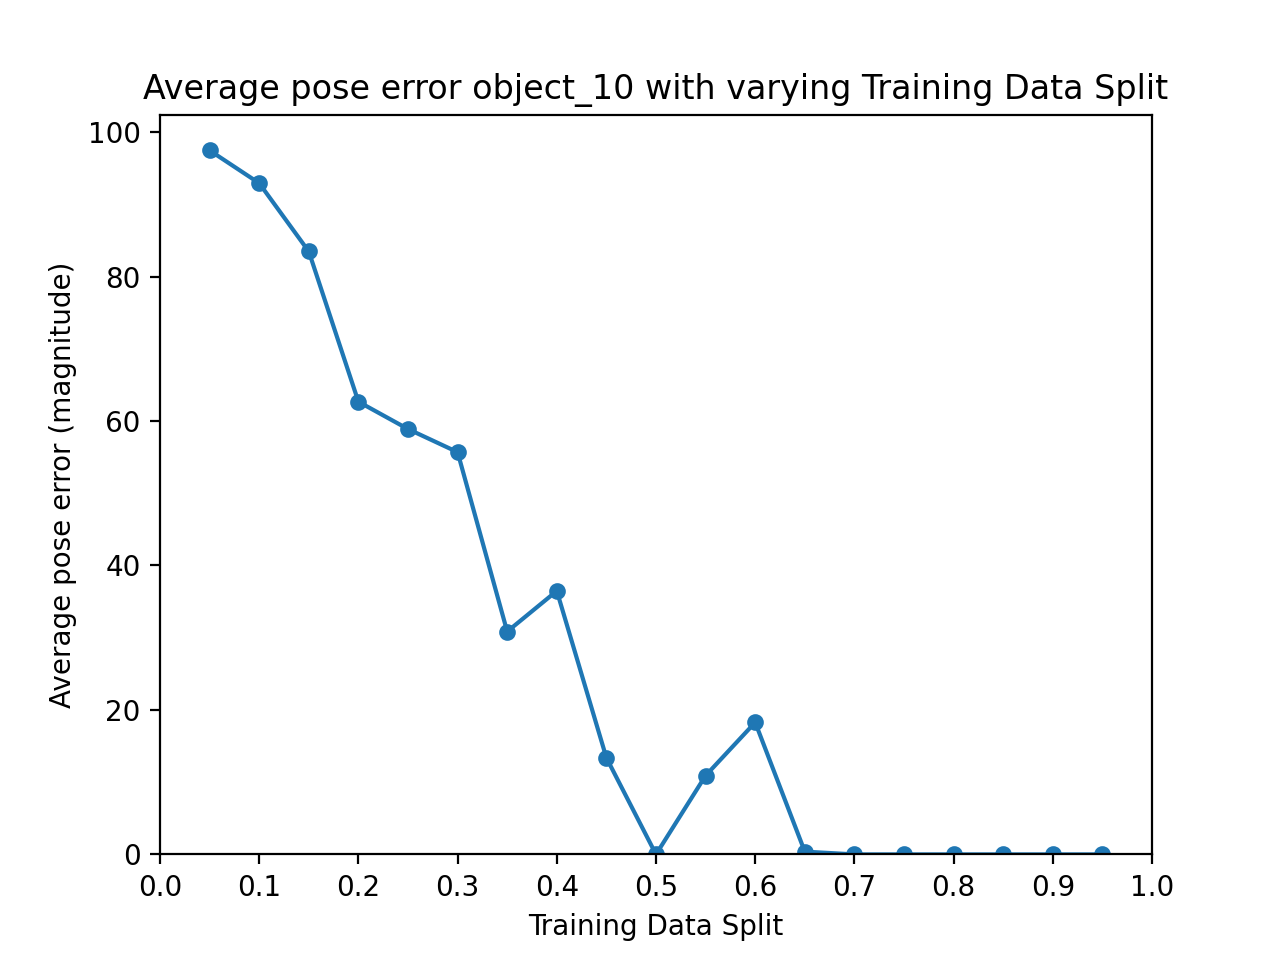 Average pose error object_10 with varying Training Data Split
100
80
60
40
20
0
Average pose error (magnitude)
0.0 0.1 0.2 0.3 0.4 0.5 0.6 0.7 0.8 0.9 1.0
Training Data Split